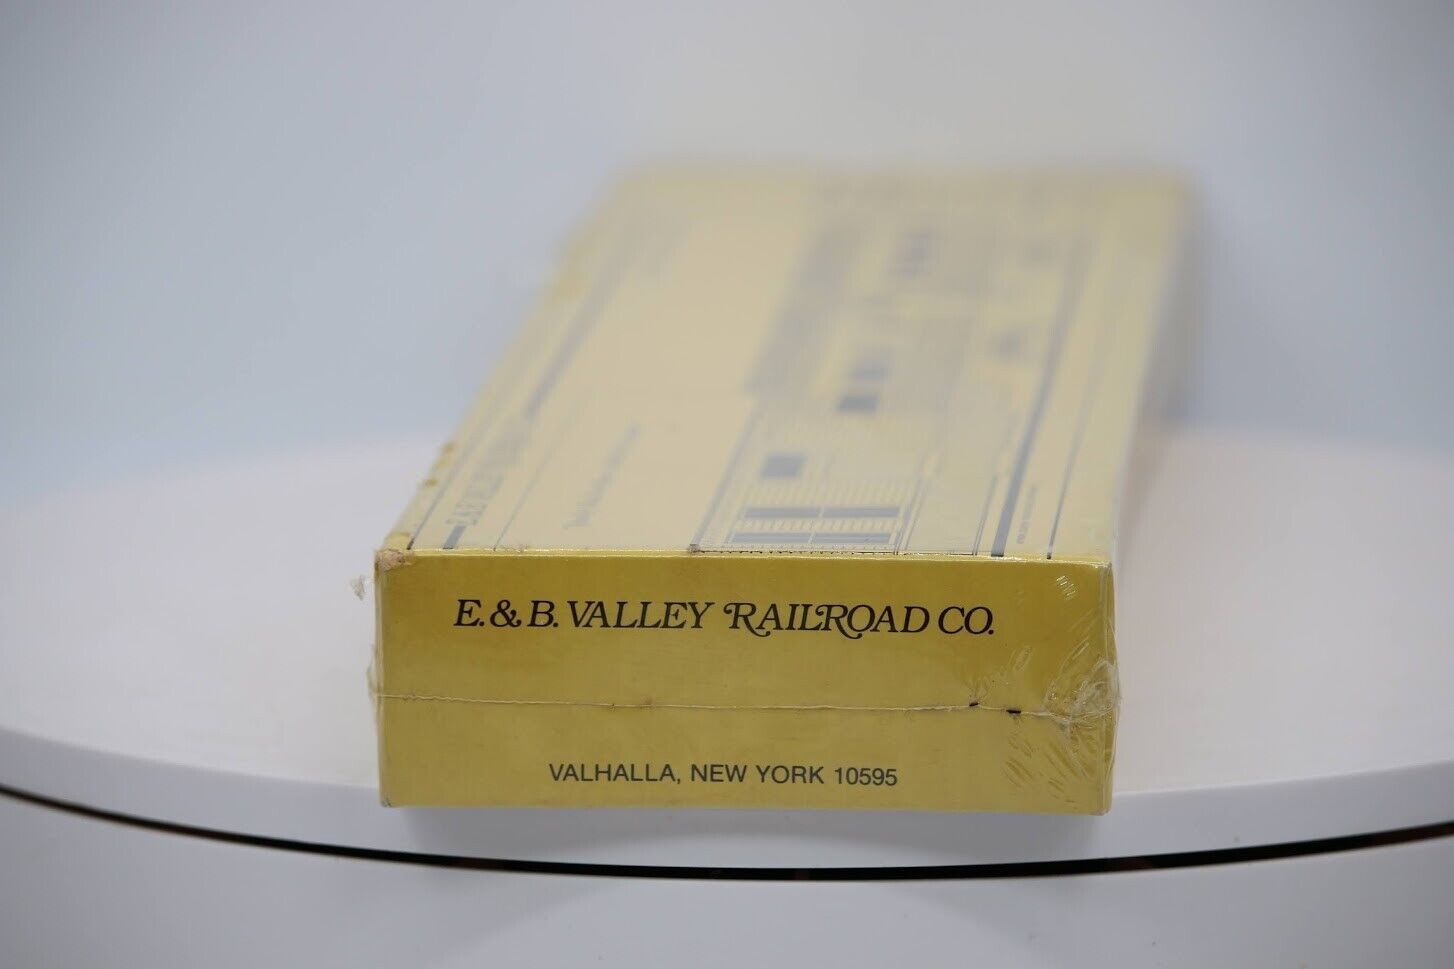 E. & B. VALLEY RAILROAD CO.
VALHALLA, NEW YORK 10595